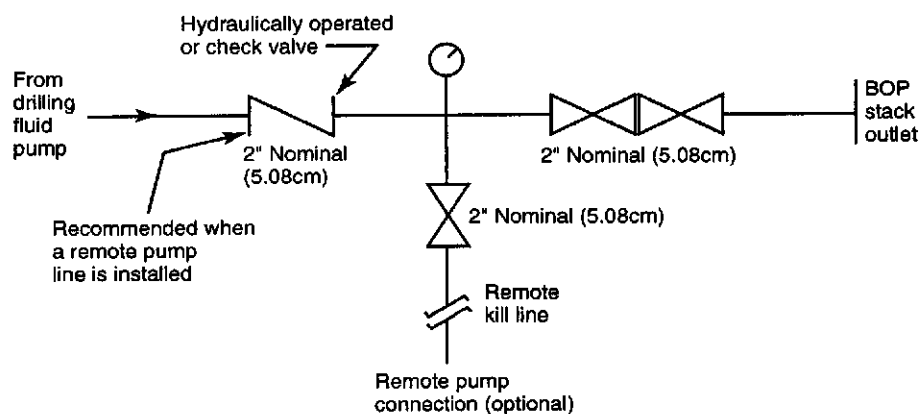 Hydraulically operated
or check valve
From
drilling
fluid
pump
BOP
stack
outlet
2" Nominal
(5.08cm)
2" Nominal (5.08cm)
2" Nominal (5.08cm)
Recommended when
a remote pump
line is installed
Remote
kill line
Remote pump
connection (optional)